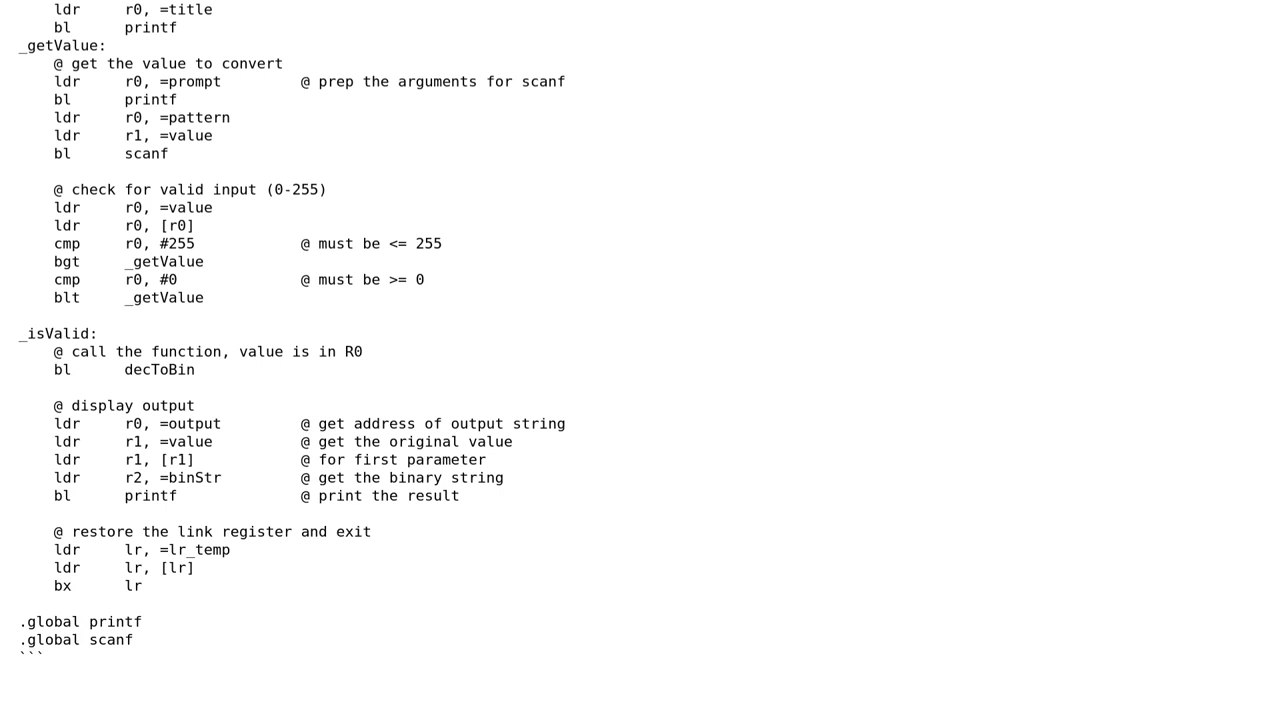 ldr     r0, =title
    bl      printf
_getValue:
    @ get the value to convert
    ldr     r0, =prompt         @ prep the arguments for scanf
    bl      printf
    ldr     r0, =pattern
    ldr     r1, =value
    bl      scanf

    @ check for valid input (0-255)
    ldr     r0, =value
    ldr     r0, [r0]
    cmp     r0, #255            @ must be <= 255
    bgt     _getValue
    cmp     r0, #0              @ must be >= 0
    blt     _getValue

_isValid:
    @ call the function, value is in R0
    bl      decToBin

    @ display output
    ldr     r0, =output         @ get address of output string
    ldr     r1, =value          @ get the original value
    ldr     r1, [r1]            @ for first parameter
    ldr     r2, =binStr         @ get the binary string
    bl      printf              @ print the result

    @ restore the link register and exit
    ldr     lr, =lr_temp
    ldr     lr, [lr]
    bx      lr

.global printf
.global scanf
```